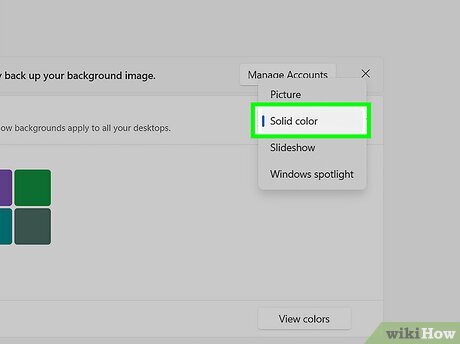 y back up your background image.
Manage Accounts
Picture
ow backgrounds apply to all your desktops.
Solid color
Slideshow
Windows spotlight
View colors
wikiHow